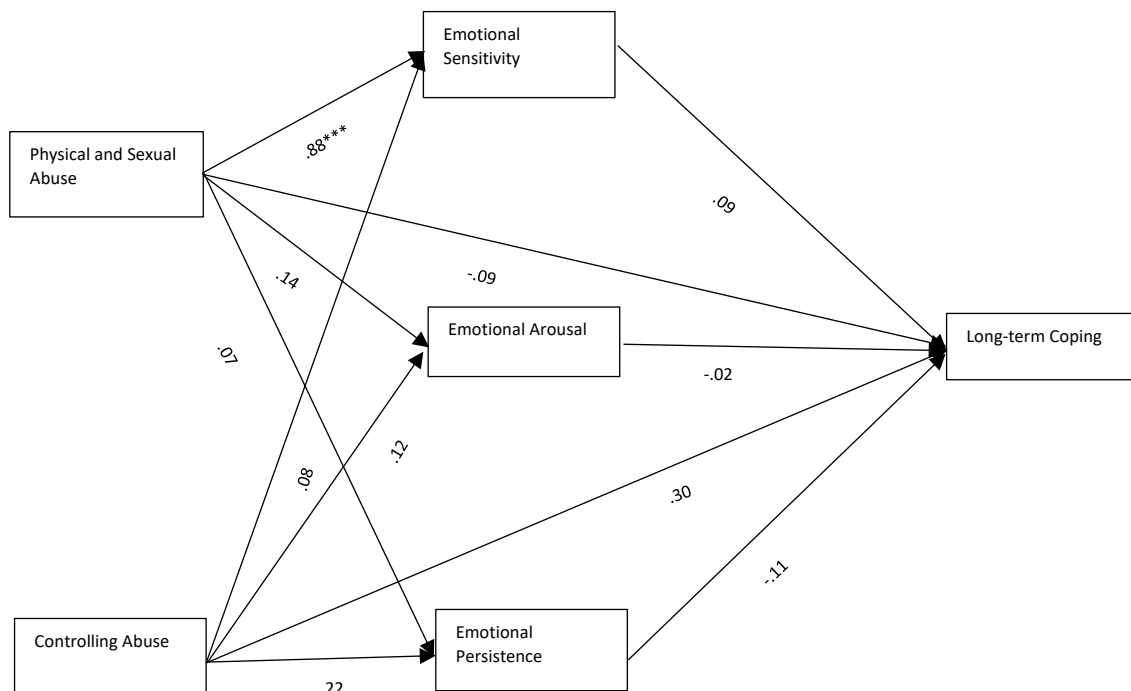 Emotional
Sensitivity
Physical and Sexual
Abuse
.88***
.09
.14
-.09
Emotional Arousal
Long-term Coping
.07
-.02
.12
.08
.30
-.11
Controlling Abuse
Emotional
Persistence
22